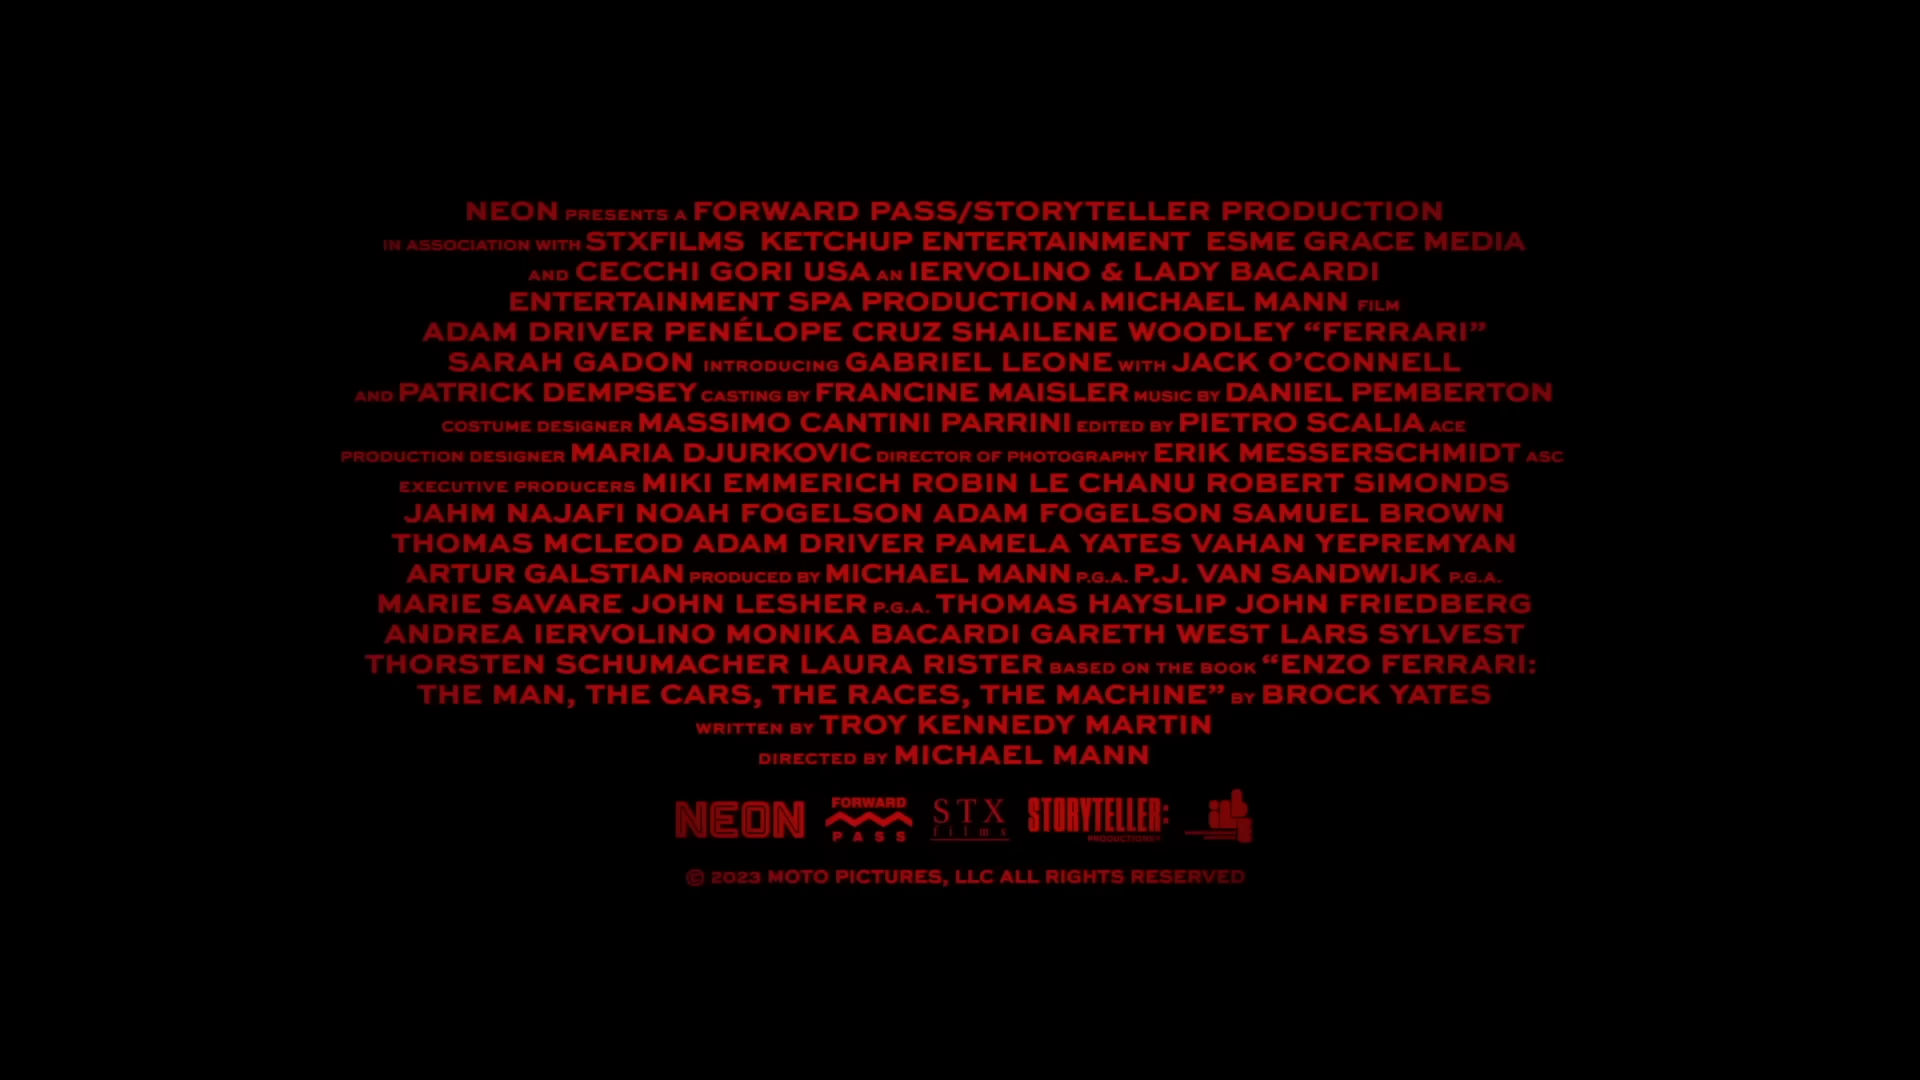 NEON PRESENTS A FORWARD PASS/STORYTELLER PRODUCTION
IN ASSOCIATION WITH STXFILMS KETCHUP ENTERTAINMENT ESME GRACE MEDIA
AND CECCHI GORI USA AN IERVOLINO & LADY BACARDI
ENTERTAINMENT SPA PRODUCTION A MICHAEL MANN FILM
ADAM DRIVER PENÉLOPE CRUZ SHAILENE WOODLEY “FERRARI”
SARAH GADON INTRODUCING GABRIEL LEONE WITH JACK O’CONNELL
AND PATRICK DEMPSEY CASTING BY FRANCINE MAISLER MUSIC BY DANIEL PEMBERTON
COSTUME DESIGNER MASSIMO CANTINI PARRINI EDITED BY PIETRO SCALIA ACE
PRODUCTION DESIGNER MARIA DJURKOVIC DIRECTOR OF PHOTOGRAPHY ERIK MESSERSCHMIDT ASC
EXECUTIVE PRODUCERS MIKI EMMERICH ROBIN LE CHANU ROBERT SIMONDS
JAHM NAJAFI NOAH FOGELSON ADAM FOGELSON SAMUEL BROWN
THOMAS MCLEOD ADAM DRIVER PAMELA YATES VAHAN YEPREMYAN
ARTUR GALSTIAN PRODUCED BY MICHAEL MANN P.G.A. P.J. VAN SANDWIJK P.G.A.
MARIE SAVARE JOHN LESHER P.G.A. THOMAS HAYSLIP JOHN FRIEDBERG
ANDREA IERVOLINO MONIKA BACARDI GARETH WEST LARS SYLVEST
THORSTEN SCHUMACHER LAURA RISTER BASED ON THE BOOK “ENZO FERRARI:
THE MAN, THE CARS, THE RACES, THE MACHINE” BY BROCK YATES
WRITTEN BY TROY KENNEDY MARTIN
DIRECTED BY MICHAEL MANN
NEON FORWARD PASS STX films STORYTELLER: PRODUCTIONS
© 2023 MOTO PICTURES, LLC ALL RIGHTS RESERVED